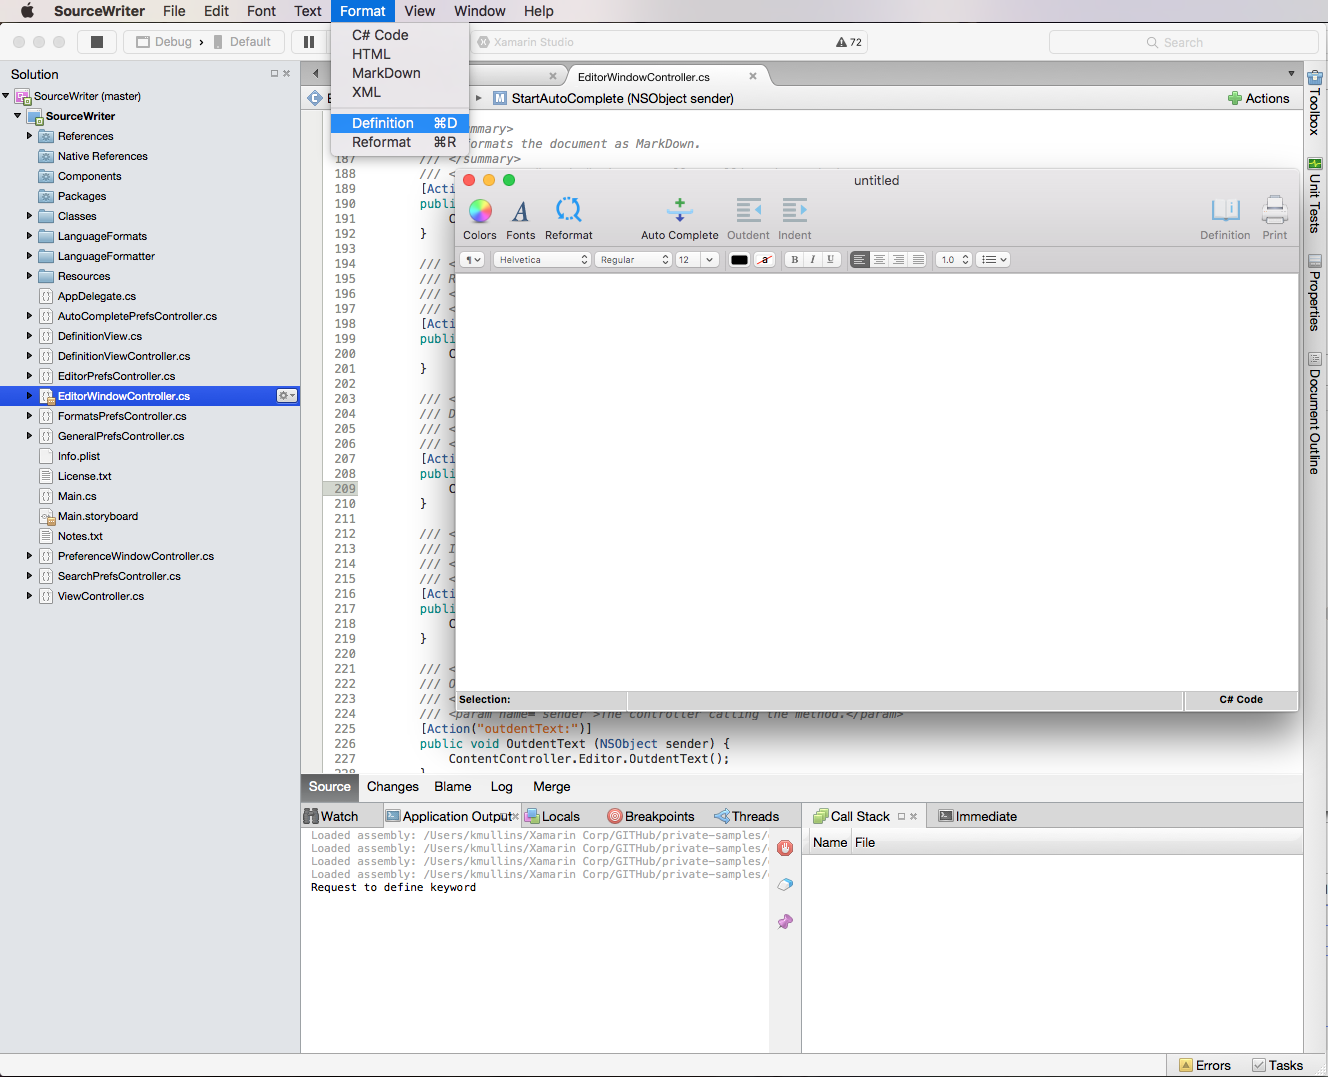 SourceWriter File Edit Font Text Format View Window Help
C# Code
HTML
MarkDown
XML
Definition ⌘D
Reformat ⌘R
Debug › Default
Xamarin Studio
72
Search
Solution
SourceWriter (master)
SourceWriter
References
Native References
Components
Packages
Classes
LanguageFormats
LanguageFormatter
Resources
AppDelegate.cs
AutoCompletePrefsController.cs
DefinitionView.cs
DefinitionViewController.cs
EditorPrefsController.cs
EditorWindowController.cs
FormatsPrefsController.cs
GeneralPrefsController.cs
Info.plist
License.txt
Main.cs
Main.storyboard
Notes.txt
PreferenceWindowController.cs
SearchPrefsController.cs
ViewController.cs
EditorWindowController.cs
StartAutoComplete (NSObject sender)
Actions
Toolbox
Unit Tests
Properties
Document Outline
mmary>
ormats the document as MarkDown.
187 /// </summary>
188 /// <
189 [Acti
190 publi
191 C
192 }
193
194 /// <
195 /// R
196 /// <
197 /// <
198 [Acti
199 publi
200 C
201 }
202
203 /// <
204 /// D
205 /// <
206 /// <
207 [Acti
208 publi
209 C
210 }
211
212 /// <
213 /// I
214 /// <
215 /// <
216 [Acti
217 publi
218 C
219 }
220
221 /// <
222 /// O
223 /// <
224 /// <param name="sender">The controller calling the method.</param>
225 [Action("outdentText:")]
226 public void OutdentText (NSObject sender) {
227 ContentController.Editor.OutdentText();
228 }
untitled
Colors Fonts Reformat Auto Complete Outdent Indent Definition Print
¶ Helvetica Regular 12 a B I U 1.0
Selection: C# Code
Source Changes Blame Log Merge
Watch Application Output Locals Breakpoints Threads
Loaded assembly: /Users/kmullins/Xamarin Corp/GITHub/private-samples/
Loaded assembly: /Users/kmullins/Xamarin Corp/GITHub/private-samples/
Loaded assembly: /Users/kmullins/Xamarin Corp/GITHub/private-samples/
Loaded assembly: /Users/kmullins/Xamarin Corp/GITHub/private-samples/
Request to define keyword
Call Stack Immediate
Name File
Errors Tasks